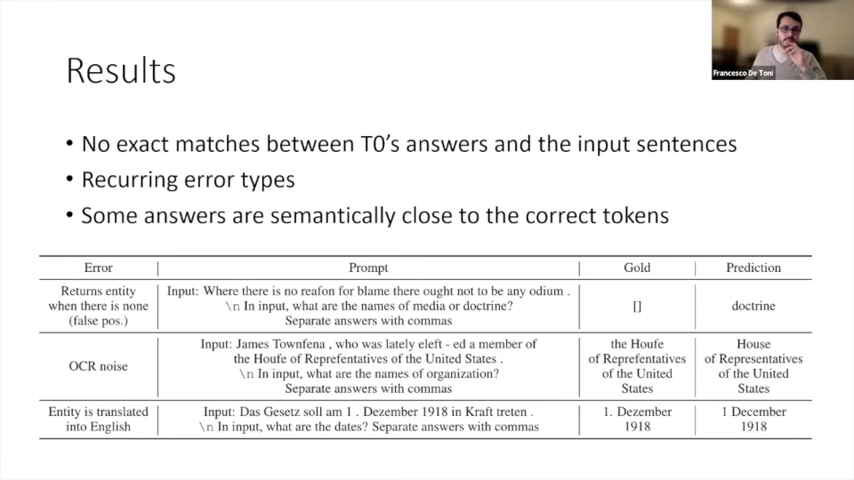 Francesco De Toni
Results
• No exact matches between T0's answers and the input sentences
• Recurring error types
• Some answers are semantically close to the correct tokens
Error Prompt Gold Prediction
Returns entity
when there is none
(false pos.)
Input: Where there is no reafon for blame there ought not to be any odium .
\n In input, what are the names of media or doctrine?
Separate answers with commas
[]
doctrine
OCR noise
Input: James Townfena , who was lately eleft - ed a member of
the Houfe of Reprefentatives of the United States .
\n In input, what are the names of organization?
Separate answers with commas
the Houfe
of Reprefentatives
of the United
States
House
of Representatives
of the United
States
Entity is translated
into English
Input: Das Gesetz soll am 1 . Dezember 1918 in Kraft treten .
\n In input, what are the dates? Separate answers with commas
1. Dezember
1918
1 December
1918